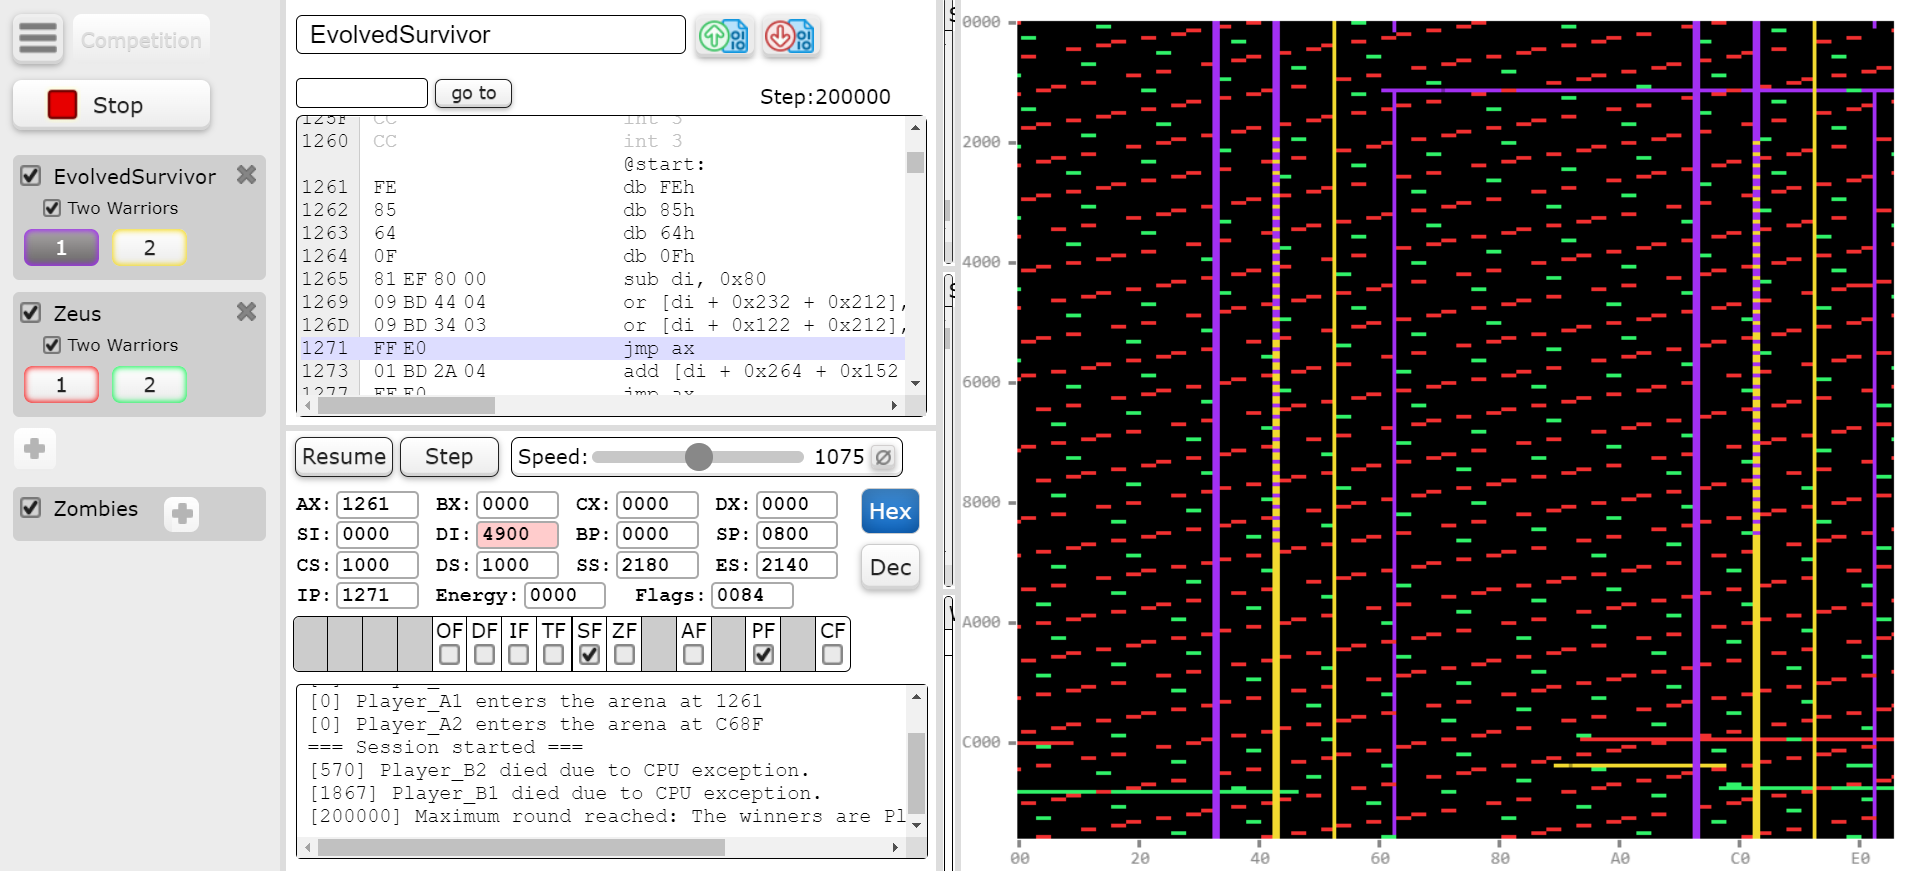 Competition
Stop
EvolvedSurvivor
Two Warriors
1 2
Zeus
Two Warriors
1 2
Zombies
EvolvedSurvivor
go to
Step:200000
125F CC int 3
1260 CC int 3
@start:
1261 FE db FEh
1262 85 db 85h
1263 64 db 64h
1264 0F db 0Fh
1265 81 EF 80 00 sub di, 0x80
1269 09 BD 44 04 or [di + 0x232 + 0x212],
126D 09 BD 34 03 or [di + 0x122 + 0x212],
1271 FF E0 jmp ax
1273 01 BD 2A 04 add [di + 0x264 + 0x152
1277 FF E0 jmp ax
Resume Step Speed: 1075
AX: 1261 BX: 0000 CX: 0000 DX: 0000
SI: 0000 DI: 4900 BP: 0000 SP: 0800
CS: 1000 DS: 1000 SS: 2180 ES: 2140
IP: 1271 Energy: 0000 Flags: 0084
Hex
Dec
OF DF IF TF SF ZF AF PF CF
[0] Player_A1 enters the arena at 1261
[0] Player_A2 enters the arena at C68F
=== Session started ===
[570] Player_B2 died due to CPU exception.
[1867] Player_B1 died due to CPU exception.
[200000] Maximum round reached: The winners are Pl
0000
2000
4000
6000
8000
A000
C000
00 20 40 60 80 A0 C0 E0